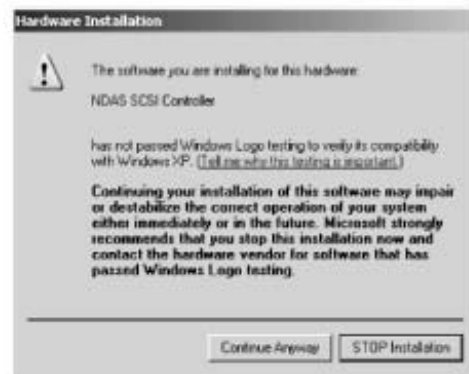 Hardware Installation
The software you are installing for this hardware:
NDAS SCSI Controller
has not passed Windows Logo testing to verify its compatibility
with Windows XP. (Tell me why this testing is important.)
Continuing your installation of this software may impair
or destabilize the correct operation of your system
either immediately or in the future. Microsoft strongly
recommends that you stop this installation now and
contact the hardware vendor for software that has
passed Windows Logo testing.
Continue Anyway
STOP Installation